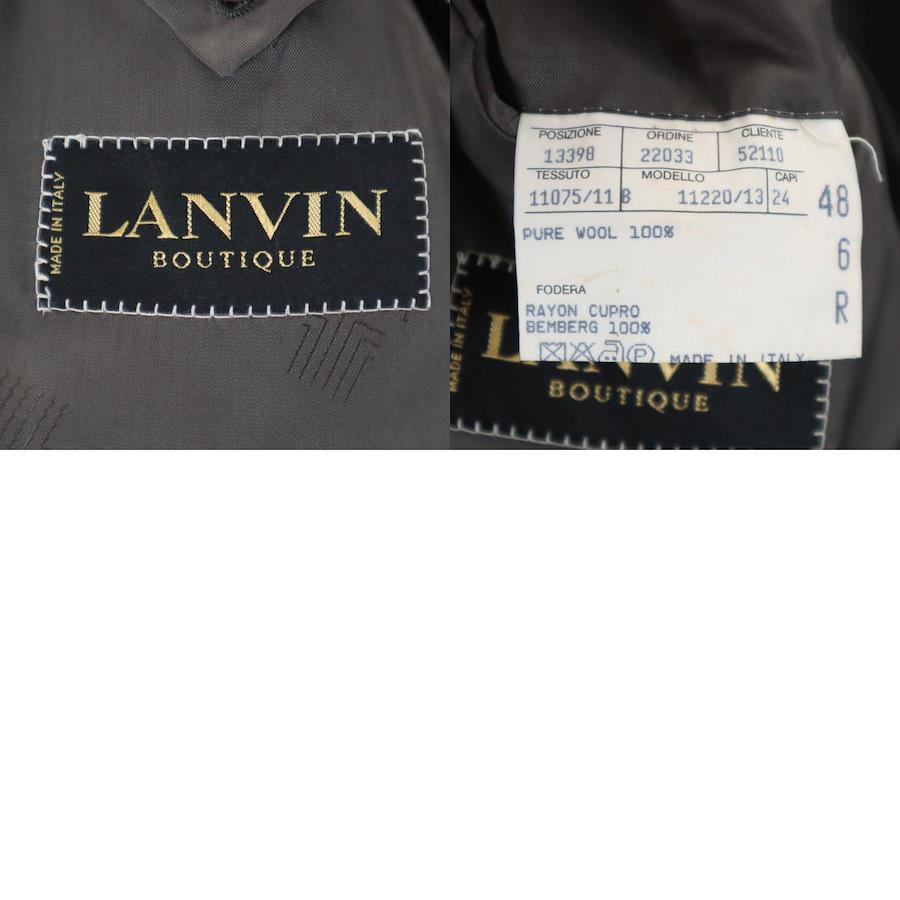 MADE IN ITALY
LANVIN
BOUTIQUE
POSIZIONE ORDINE CLIENTE
13398 22033 52110
TESSUTO MODELLO CAPI
11075/11 8 11220/13 24
48
PURE WOOL 100%
6
FODERA
RAYON CUPRO
R
BEMBERG 100%
P MADE IN ITALY
MADE IN ITALY
LANVIN
BOUTIQUE